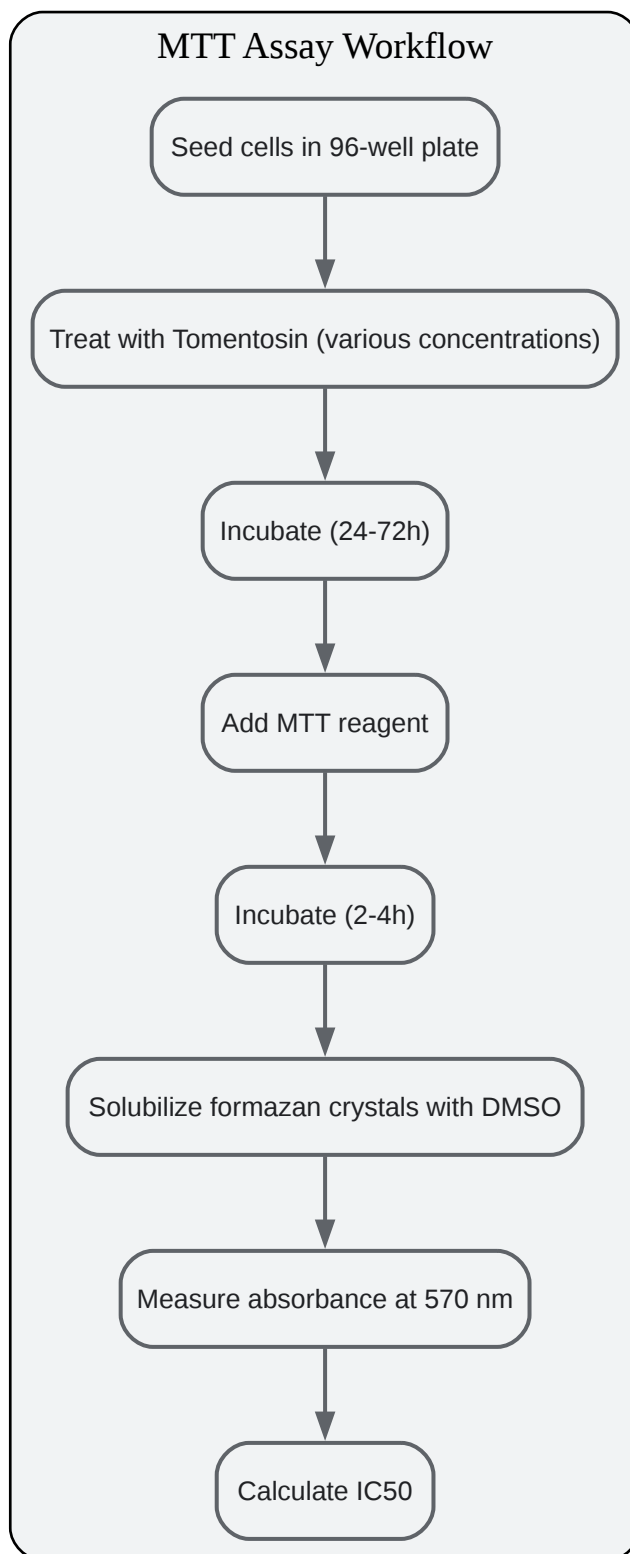 MTT Assay Workflow
Seed cells in 96-well plate
Treat with Tomentosin (various concentrations)
Incubate (24-72h)
Add MTT reagent
Incubate (2-4h)
Solubilize formazan crystals with DMSO
Measure absorbance at 570 nm
Calculate IC50